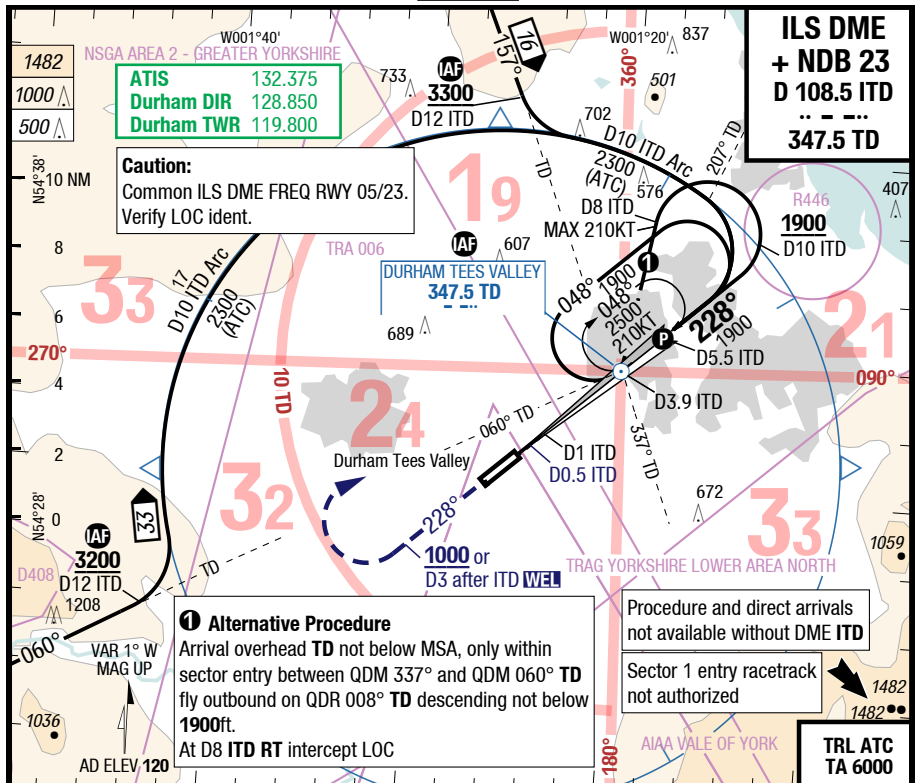 ILS DME
+ NDB 23
D 108.5 ITD
347.5 TD
NSGA AREA 2 - GREATER YORKSHIRE
W001°40'
W001°20'
1482
1000
500
ATIS 132.375
Durham DIR 128.850
Durham TWR 119.800
Caution:
Common ILS DME FREQ RWY 05/23.
Verify LOC ident.
IAF
3300
D12 ITD
733
16
157°
360°
837
501
702
D10 ITD Arc
2300
(ATC)
207° TD
TD
576
D8 ITD
MAX 210KT
R446
1900
D10 ITD
407
N54°38'
10 NM
8
6
4
2
0
N54°28'
19
33
21
24
32
33
TRA 006
IAF
607
DURHAM TEES VALLEY
347.5 TD
17
D10 ITD Arc
2300
(ATC)
689
1
048°
1900
048°
2500
210KT
P
228°
1900
D5.5 ITD
270°
090°
10 TD
D3.9 ITD
060° TD
337° TD
D1 ITD
D0.5 ITD
Durham Tees Valley
228°
672
1059
33
IAF
3200
D12 ITD
D408
1208
TD
060°
1000 or
D3 after ITD WEL
TRAG YORKSHIRE LOWER AREA NORTH
VAR 1° W
MAG UP
1036
AD ELEV 120
1 Alternative Procedure
Arrival overhead TD not below MSA, only within
sector entry between QDM 337° and QDM 060° TD
fly outbound on QDR 008° TD descending not below
1900ft.
At D8 ITD RT intercept LOC
Procedure and direct arrivals
not available without DME ITD
Sector 1 entry racetrack
not authorized
1482
1482
180°
AIAA VALE OF YORK
TRL ATC
TA 6000